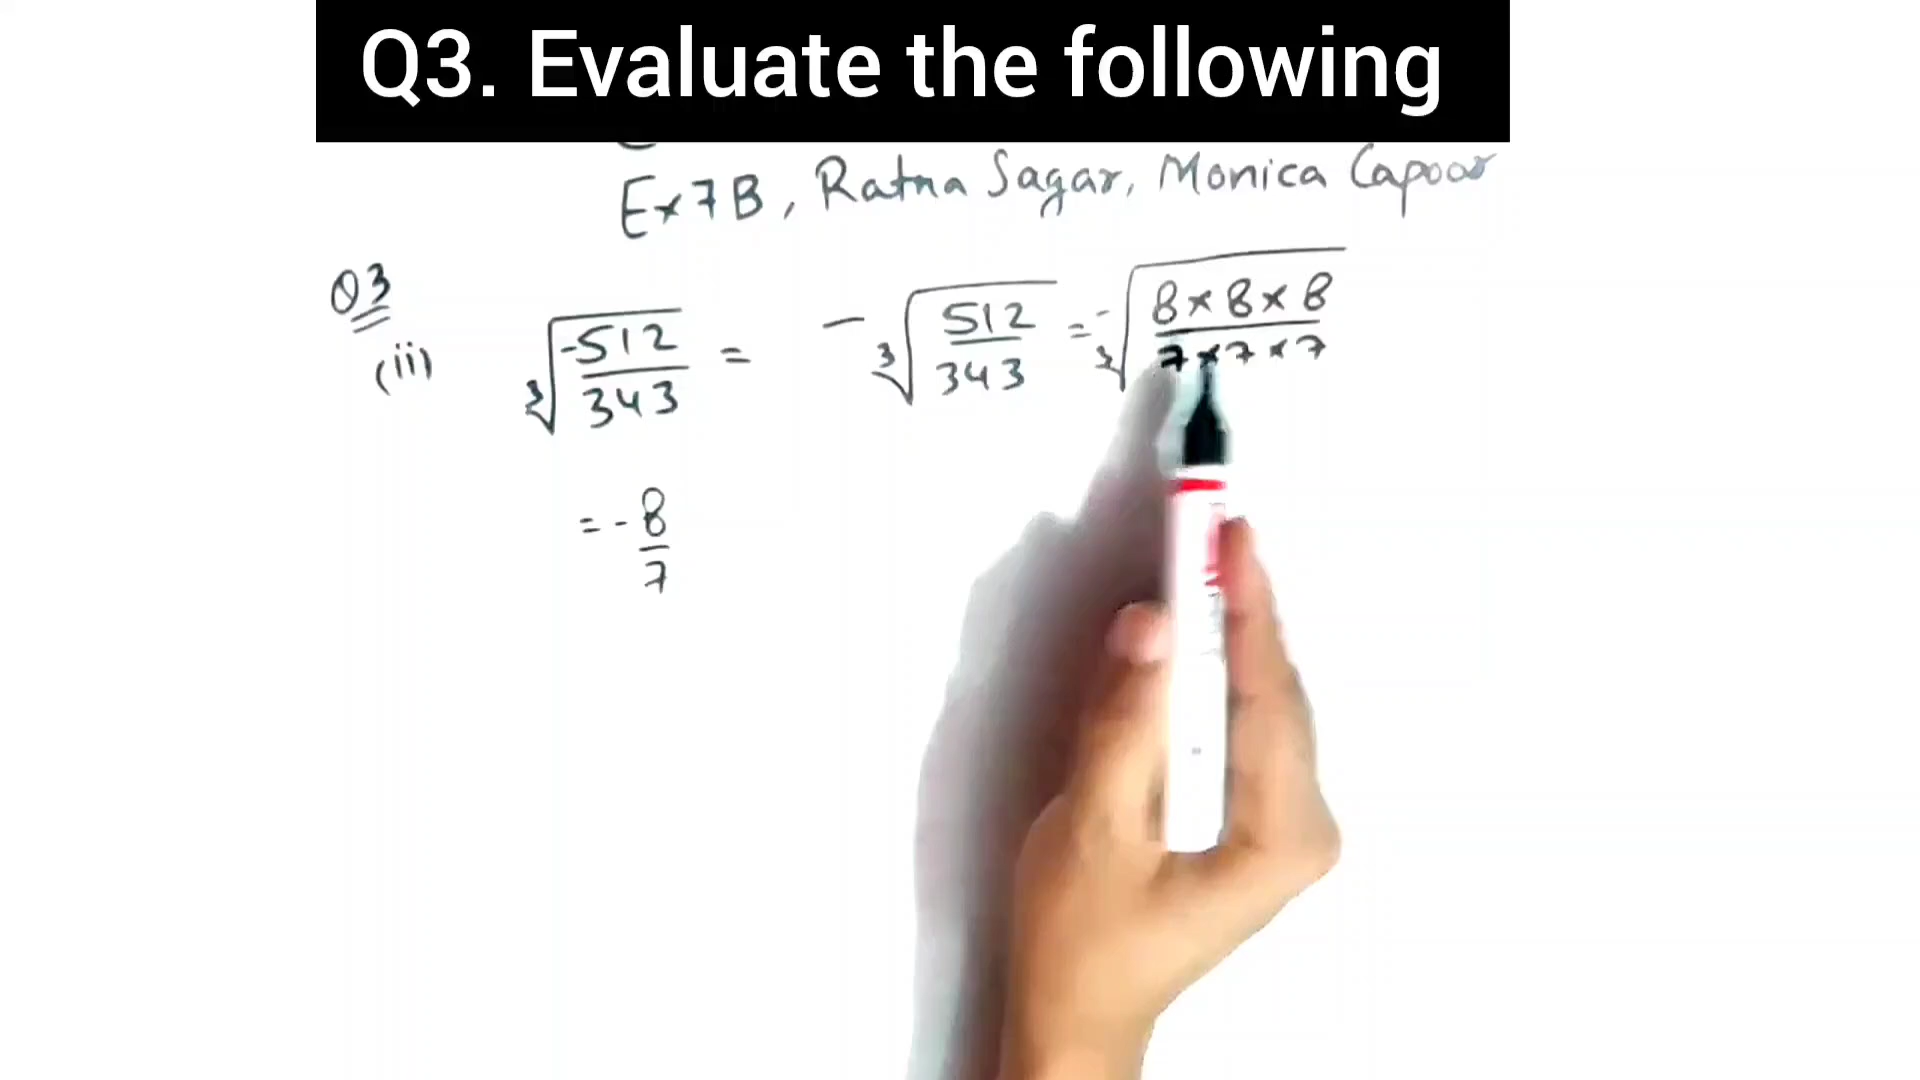 Q3. Evaluate the following
Ex 7B, Ratna Sagar, Monica Capoor
Q3
(ii) ∛(-512/343) = - ∛(512/343) = - ∛((8×8×8)/(7×7×7))
= - 8/7